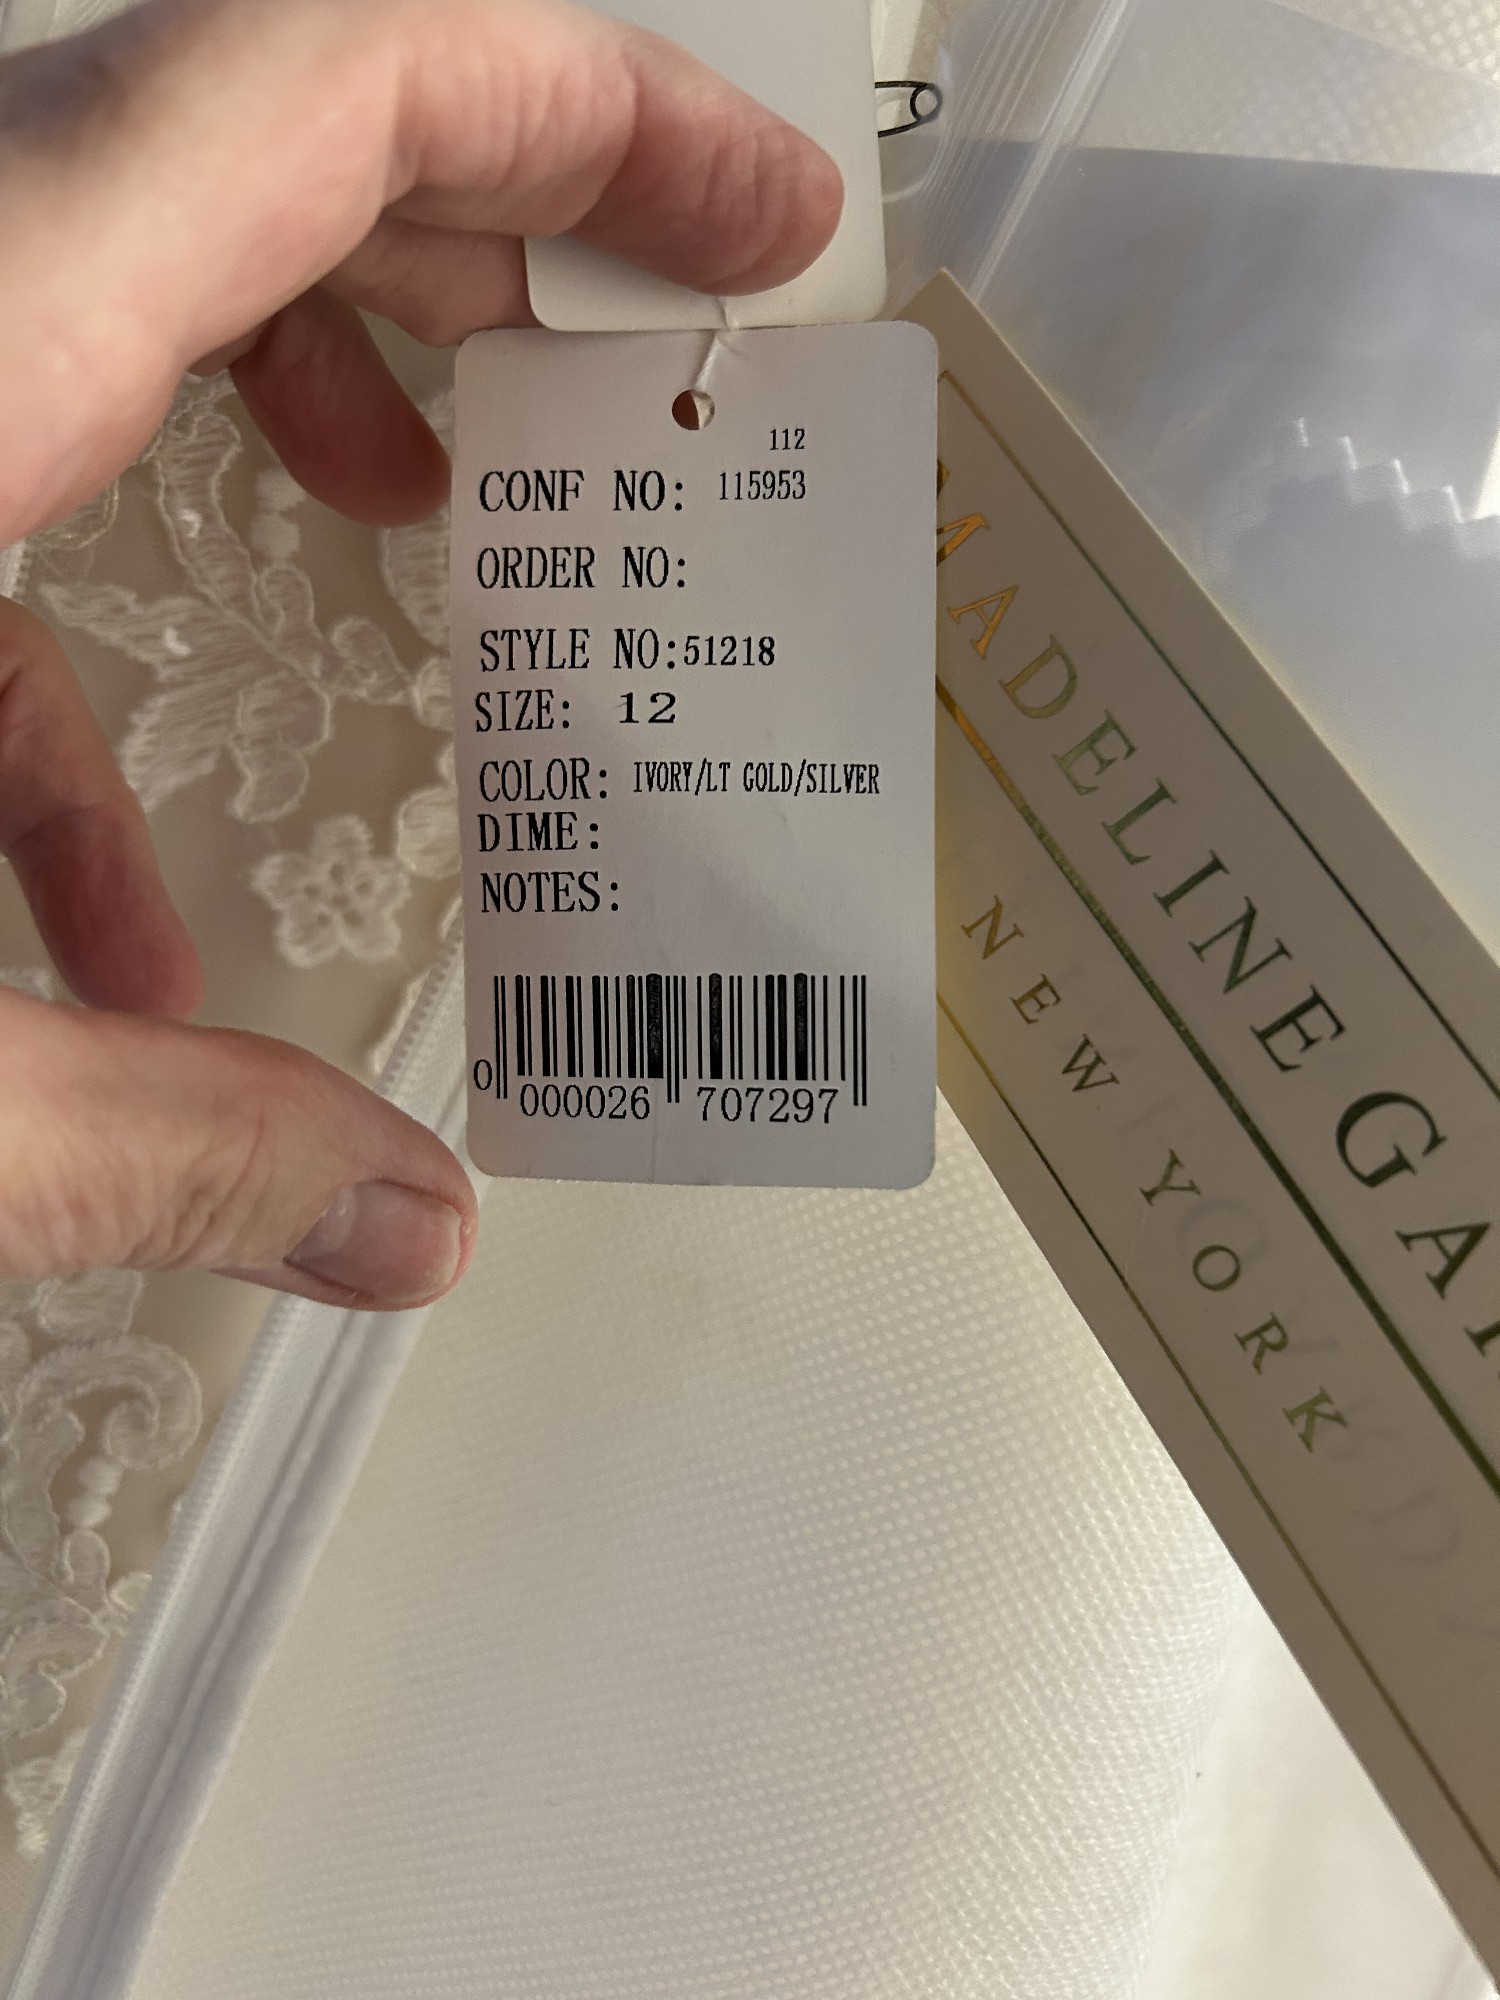 112
CONF NO: 115953
ORDER NO:
STYLE NO:51218
SIZE: 12
COLOR: IVORY/LT GOLD/SILVER
DIME:
NOTES:
0 000026 707297
MADELINE GA
NEW YORK